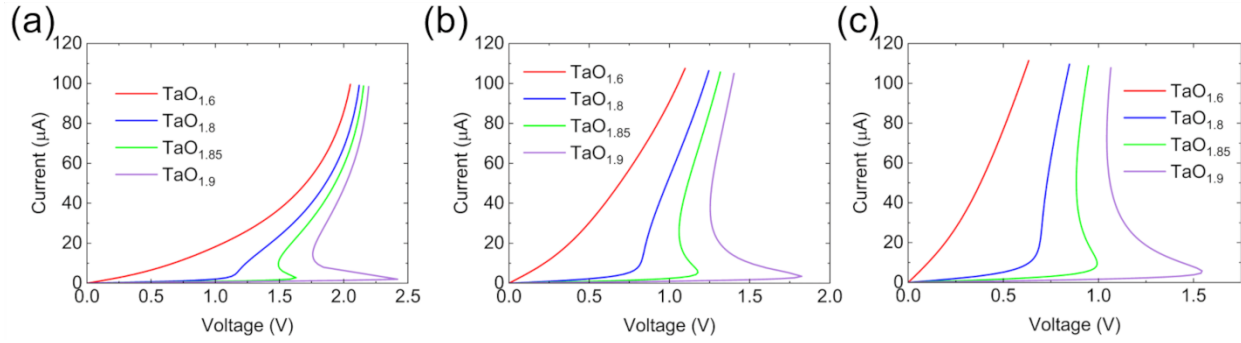 (a)
120
100
80
60
40
20
0
Current (μA)
TaO1.6
TaO1.8
TaO1.85
TaO1.9
0.0 0.5 1.0 1.5 2.0 2.5
Voltage (V)
(b)
120
100
80
60
40
20
0
Current (μA)
TaO1.6
TaO1.8
TaO1.85
TaO1.9
0.0 0.5 1.0 1.5 2.0
Voltage (V)
(c)
120
100
80
60
40
20
0
Current (μA)
TaO1.6
TaO1.8
TaO1.85
TaO1.9
0.0 0.5 1.0 1.5
Voltage (V)